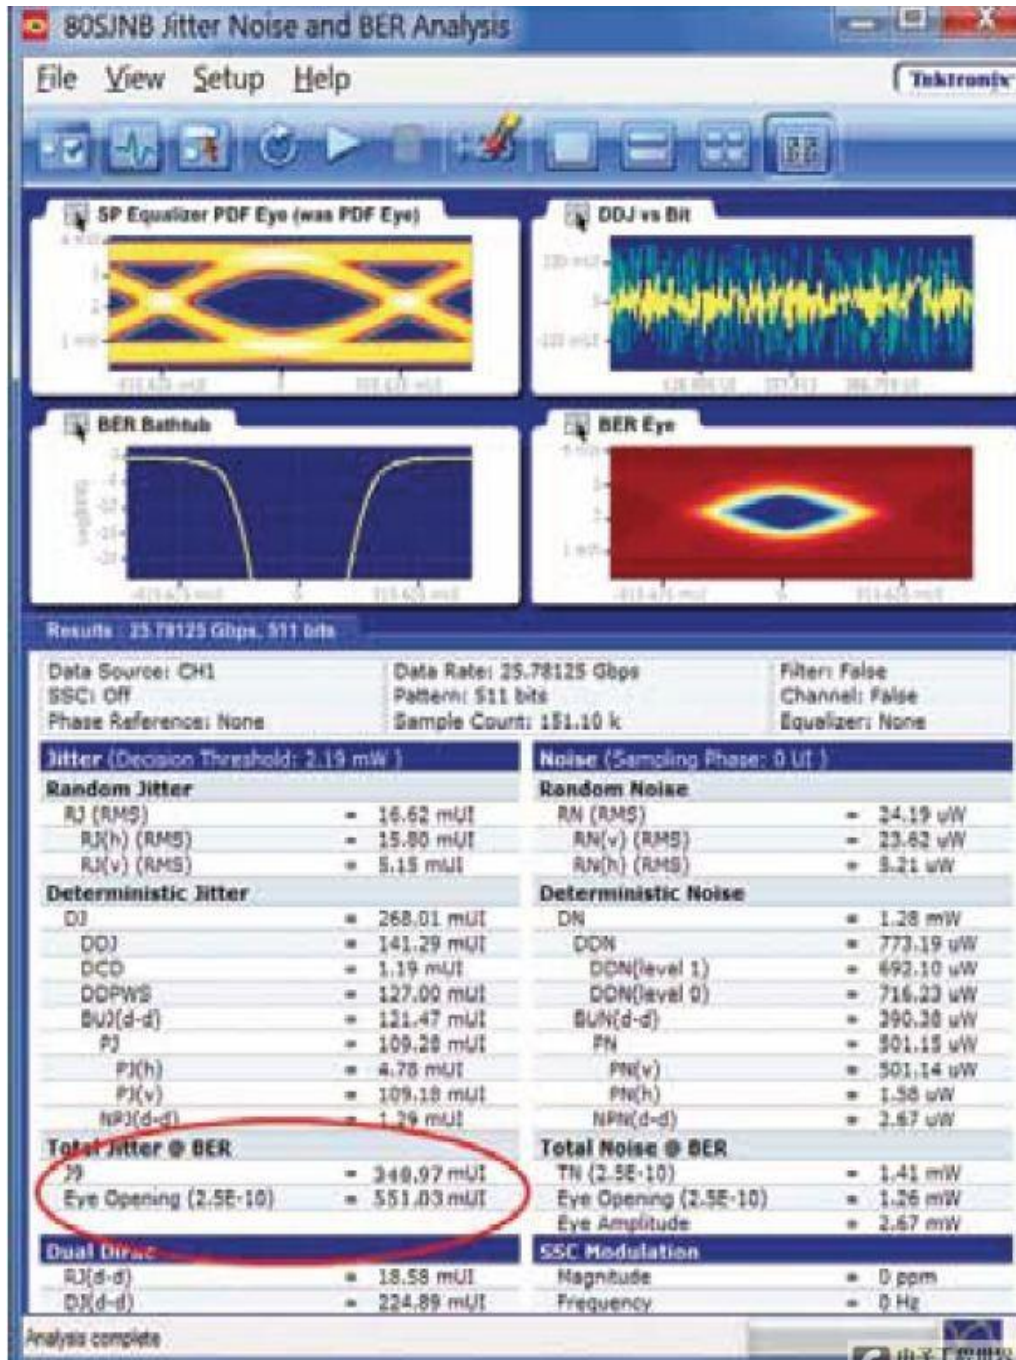 80SJNB Jitter Noise and BER Analysis
File View Setup Help
Tektronix
SP Equalizer PDF Eye (was PDF Eye)
DDJ vs Bit
BER Bathtub
BER Eye
Results : 25.78125 Gbps, 511 bits
Data Source: CH1 Data Rate: 25.78125 Gbps Filter: False
SSC: Off Pattern: 511 bits Channel: False
Phase Reference: None Sample Count: 151.10 k Equalizer: None
Jitter (Decision Threshold: 2.19 mW ) Noise (Sampling Phase: 0 UI )
Random Jitter Random Noise
RJ (RMS) = 16.62 mUI RN (RMS) = 24.19 uW
RJ(h) (RMS) = 15.80 mUI RN(v) (RMS) = 23.62 uW
RJ(v) (RMS) = 5.15 mUI RN(h) (RMS) = 5.21 uW
Deterministic Jitter Deterministic Noise
DJ = 268.01 mUI DN = 1.28 mW
DDJ = 141.29 mUI DDN = 773.19 uW
DCD = 1.19 mUI DDN(level 1) = 692.10 uW
DDPWS = 127.00 mUI DDN(level 0) = 716.23 uW
BUJ(d-d) = 121.47 mUI BUN(d-d) = 390.38 uW
PJ = 109.28 mUI PN = 501.15 uW
PJ(h) = 4.78 mUI PN(v) = 501.14 uW
PJ(v) = 109.18 mUI PN(h) = 1.58 uW
NPJ(d-d) = 1.29 mUI NPN(d-d) = 2.67 uW
Total Jitter @ BER Total Noise @ BER
J9 = 348.97 mUI TN (2.5E-10) = 1.41 mW
Eye Opening (2.5E-10) = 551.03 mUI Eye Opening (2.5E-10) = 1.26 mW
Eye Amplitude = 2.67 mW
Dual Dirac SSC Modulation
RJ(d-d) = 18.58 mUI Magnitude = 0 ppm
DJ(d-d) = 224.89 mUI Frequency = 0 Hz
Analysis complete